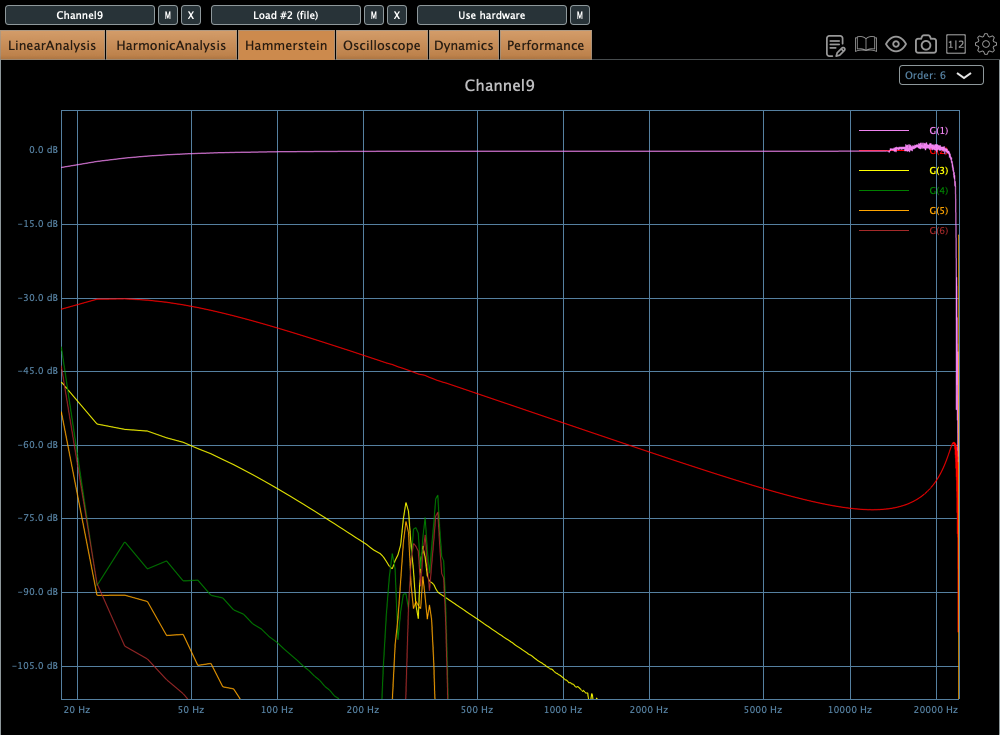 Channel9 M X Load #2 (file) M X Use hardware M
LinearAnalysis HarmonicAnalysis Hammerstein Oscilloscope Dynamics Performance
1|2
Order: 6
Channel9
G(1)
G(3)
G(4)
G(5)
G(6)
0.0 dB
-15.0 dB
-30.0 dB
-45.0 dB
-60.0 dB
-75.0 dB
-90.0 dB
-105.0 dB
20 Hz 50 Hz 100 Hz 200 Hz 500 Hz 1000 Hz 2000 Hz 5000 Hz 10000 Hz 20000 Hz